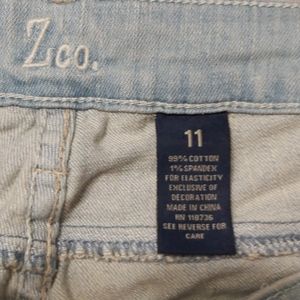 Zco.
11
99% COTTON
1% SPANDEX
FOR ELASTICITY
EXCLUSIVE OF
DECORATION
MADE IN CHINA
RN 118736
SEE REVERSE FOR
CARE